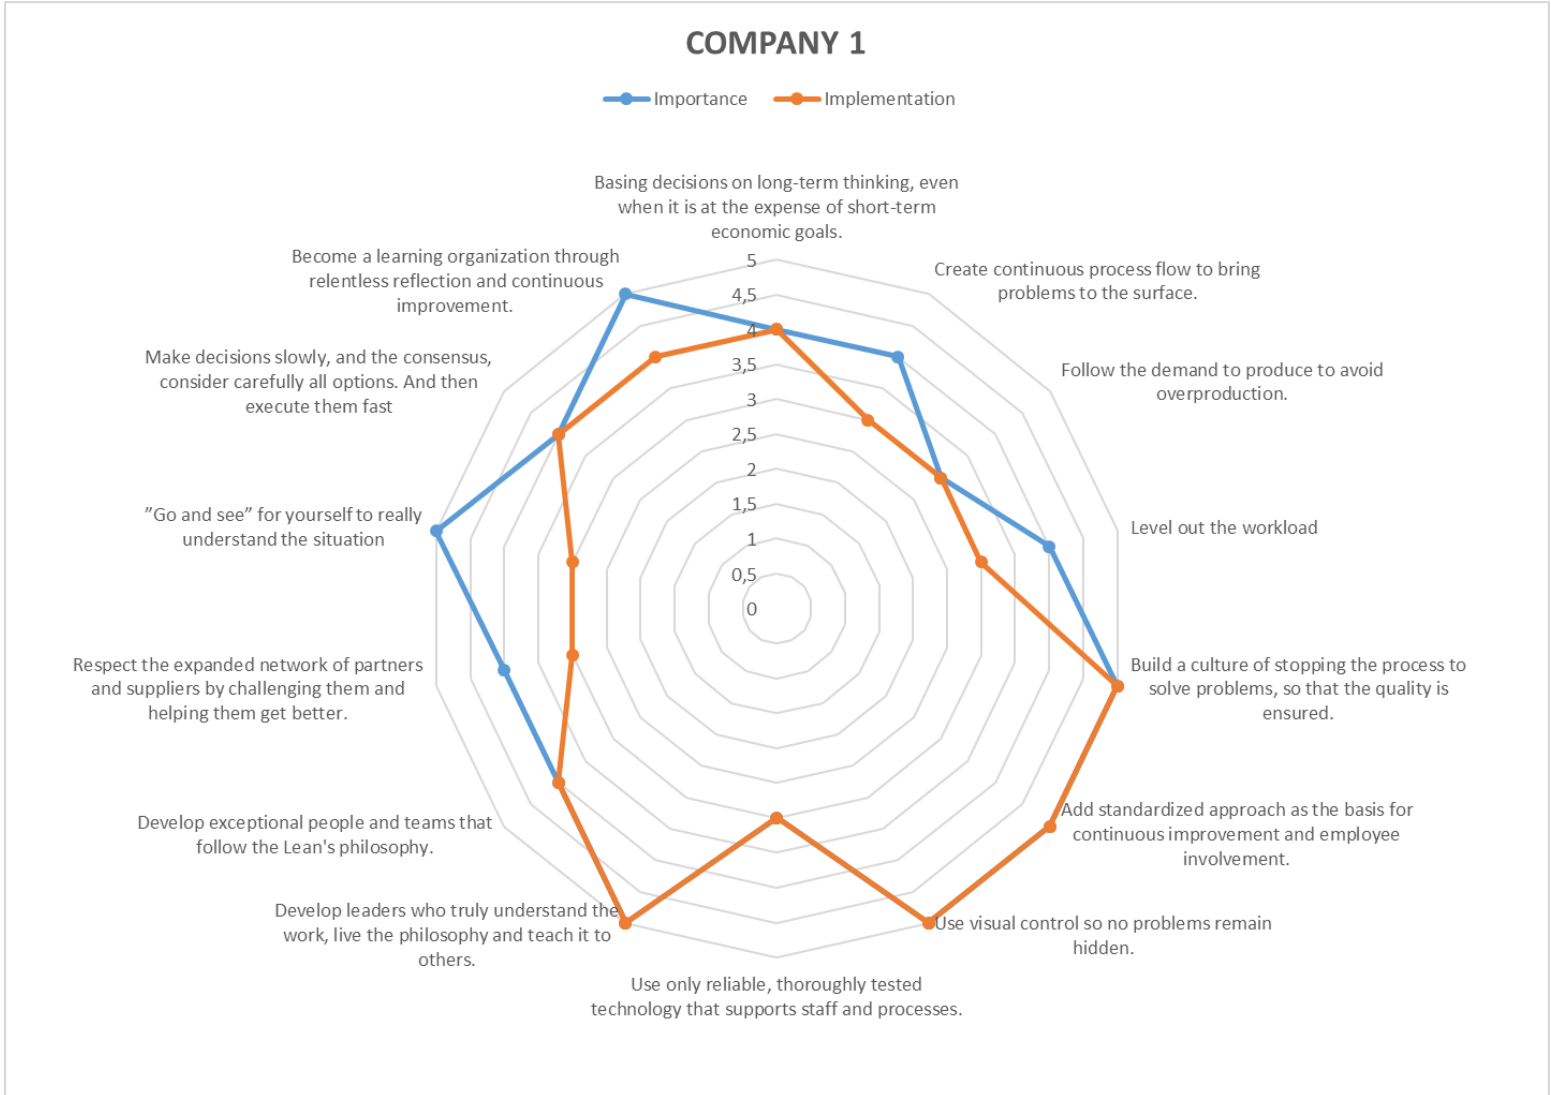 COMPANY 1
Importance
Implementation
Basing decisions on long-term thinking, even
when it is at the expense of short-term
economic goals.
Create continuous process flow to bring
problems to the surface.
Follow the demand to produce to avoid
overproduction.
Level out the workload
Build a culture of stopping the process to
solve problems, so that the quality is
ensured.
Add standardized approach as the basis for
continuous improvement and employee
involvement.
Use visual control so no problems remain
hidden.
Use only reliable, thoroughly tested
technology that supports staff and processes.
Develop leaders who truly understand the
work, live the philosophy and teach it to
others.
Develop exceptional people and teams that
follow the Lean's philosophy.
Respect the expanded network of partners
and suppliers by challenging them and
helping them get better.
”Go and see” for yourself to really
understand the situation
Make decisions slowly, and the consensus,
consider carefully all options. And then
execute them fast
Become a learning organization through
relentless reflection and continuous
improvement.
5
4,5
4
3,5
3
2,5
2
1,5
1
0,5
0